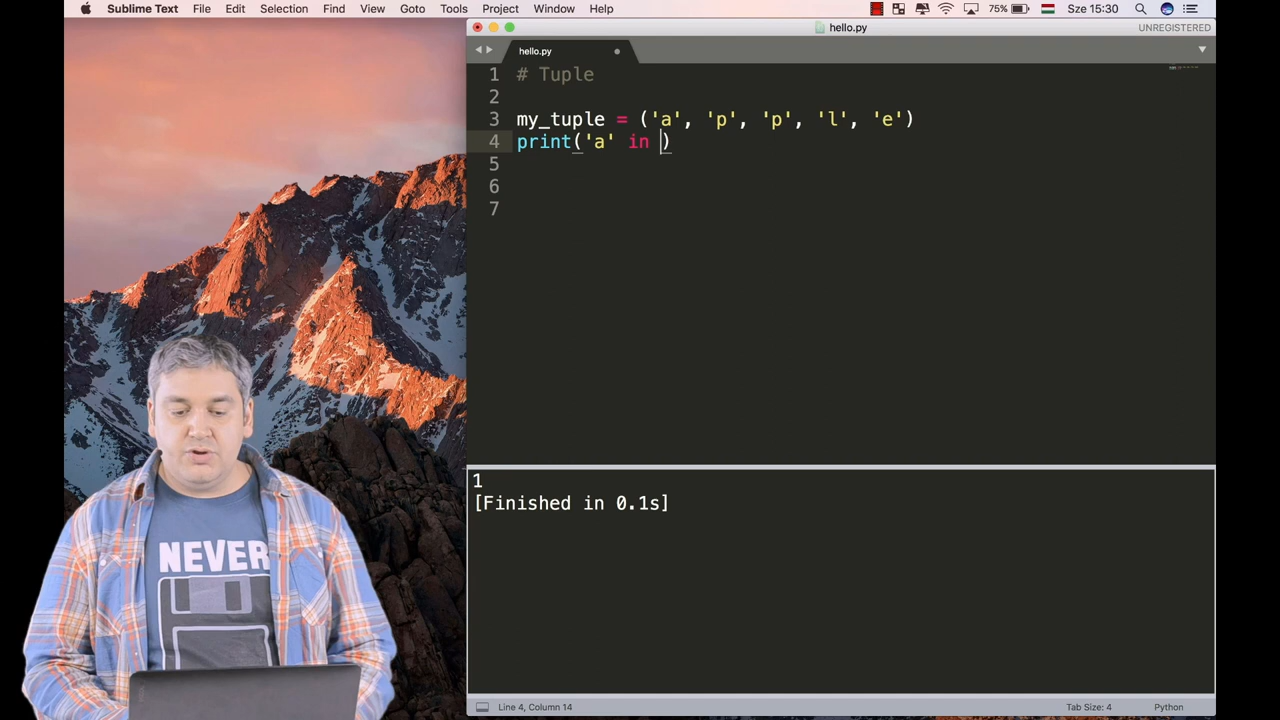 Sublime Text File Edit Selection Find View Goto Tools Project Window Help 75% Sze 15:30
hello.py UNREGISTERED
hello.py
1 # Tuple
2
3 my_tuple = ('a', 'p', 'p', 'l', 'e')
4 print('a' in )
5
6
7
1
[Finished in 0.1s]
Line 4, Column 14 Tab Size: 4 Python
NEVER